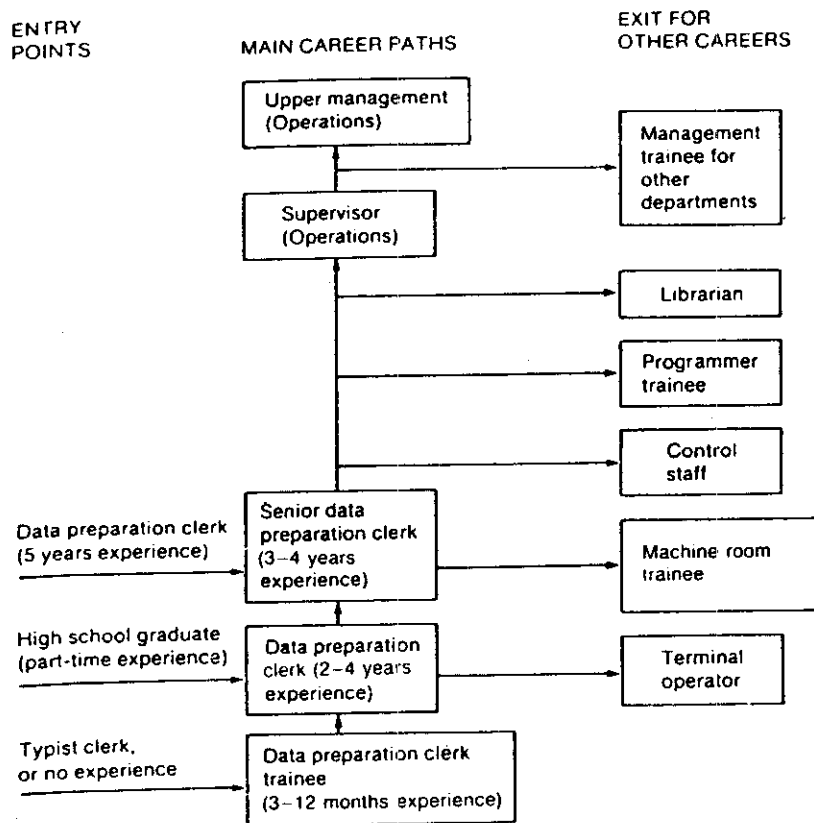 ENTRY
POINTS
MAIN CAREER PATHS
EXIT FOR
OTHER CAREERS
Upper management
(Operations)
Management
trainee for
other
departments
Supervisor
(Operations)
Librarian
Programmer
trainee
Control
staff
Data preparation clerk
(5 years experience)
Senior data
preparation clerk
(3–4 years
experience)
Machine room
trainee
High school graduate
(part-time experience)
Data preparation
clerk (2–4 years
experience)
Terminal
operator
Typist clerk,
or no experience
Data preparation clerk
trainee
(3–12 months experience)